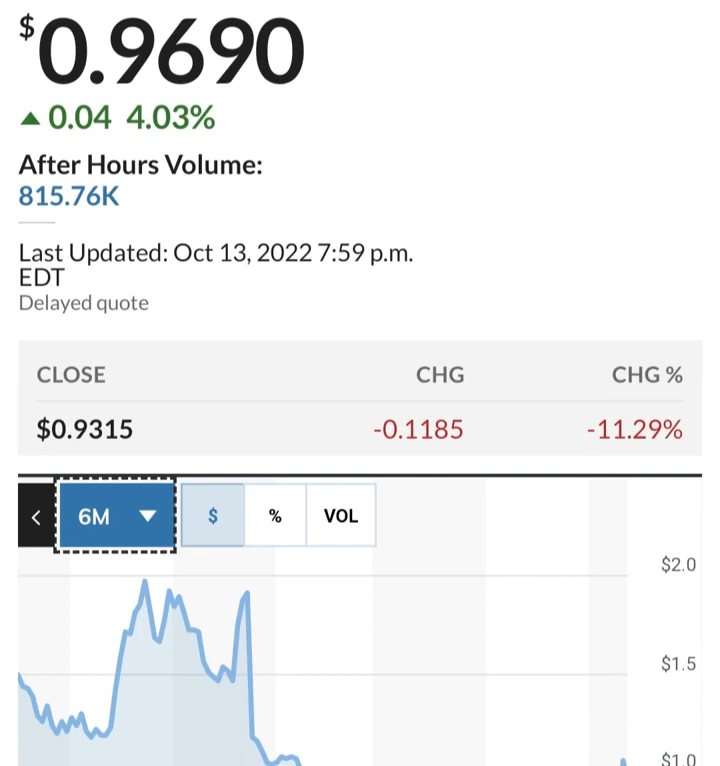 $0.9690
▲ 0.04 4.03%
After Hours Volume:
815.76K
Last Updated: Oct 13, 2022 7:59 p.m.
EDT
Delayed quote
CLOSE CHG CHG %
$0.9315 -0.1185 -11.29%
6M $ % VOL
$2.0
$1.5
$1.0